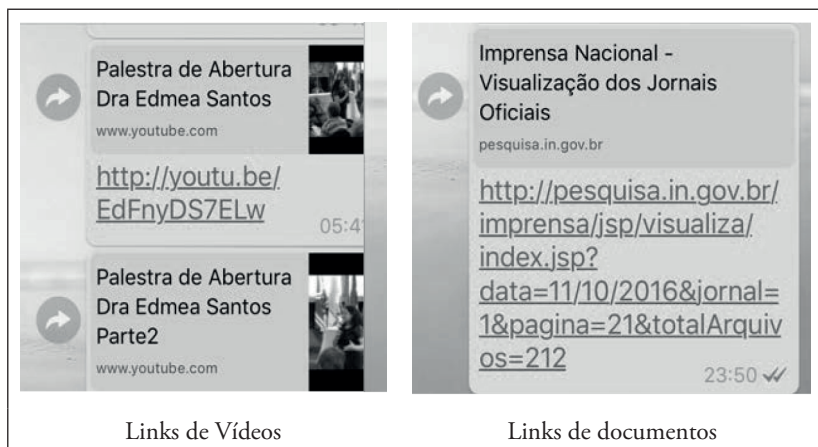 Palestra de Abertura
Dra Edmea Santos
www.youtube.com
http://youtu.be/
EdFnyDS7ELw
05:41
Palestra de Abertura
Dra Edmea Santos
Parte2
www.youtube.com
Links de Vídeos
Imprensa Nacional -
Visualização dos Jornais
Oficiais
pesquisa.in.gov.br
http://pesquisa.in.gov.br/
imprensa/jsp/visualiza/
index.jsp?
data=11/10/2016&jornal=
1&pagina=21&totalArquiv
os=212
23:50
Links de documentos